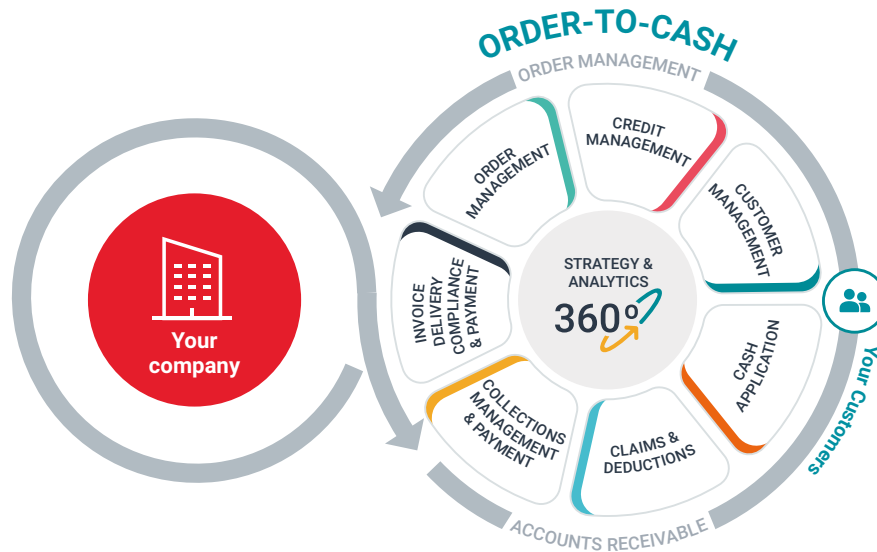 ORDER-TO-CASH
ORDER MANAGEMENT
CREDIT
MANAGEMENT
ORDER
MANAGEMENT
CUSTOMER
MANAGEMENT
STRATEGY &
ANALYTICS
360º
INVOICE
DELIVERY
COMPLIANCE
& PAYMENT
Your
company
CASH
APPLICATION
Your Customers
COLLECTIONS
MANAGEMENT
& PAYMENT
CLAIMS &
DEDUCTIONS
ACCOUNTS RECEIVABLE